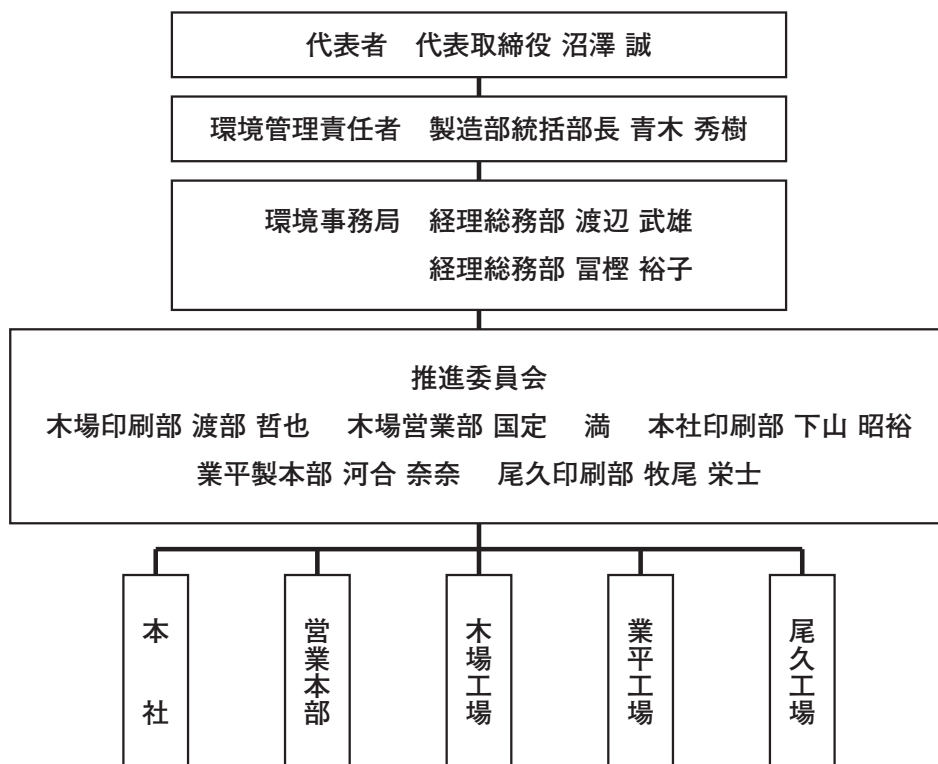 代表者　代表取締役 沼澤 誠
環境管理責任者　製造部統括部長 青木 秀樹
環境事務局　経理総務部 渡辺 武雄
経理総務部 冨樫 裕子
推進委員会
木場印刷部 渡部 哲也　木場営業部 国定　満　本社印刷部 下山 昭裕
業平製本部 河合 奈奈　尾久印刷部 牧尾 栄士
本　社
営業本部
木場工場
業平工場
尾久工場